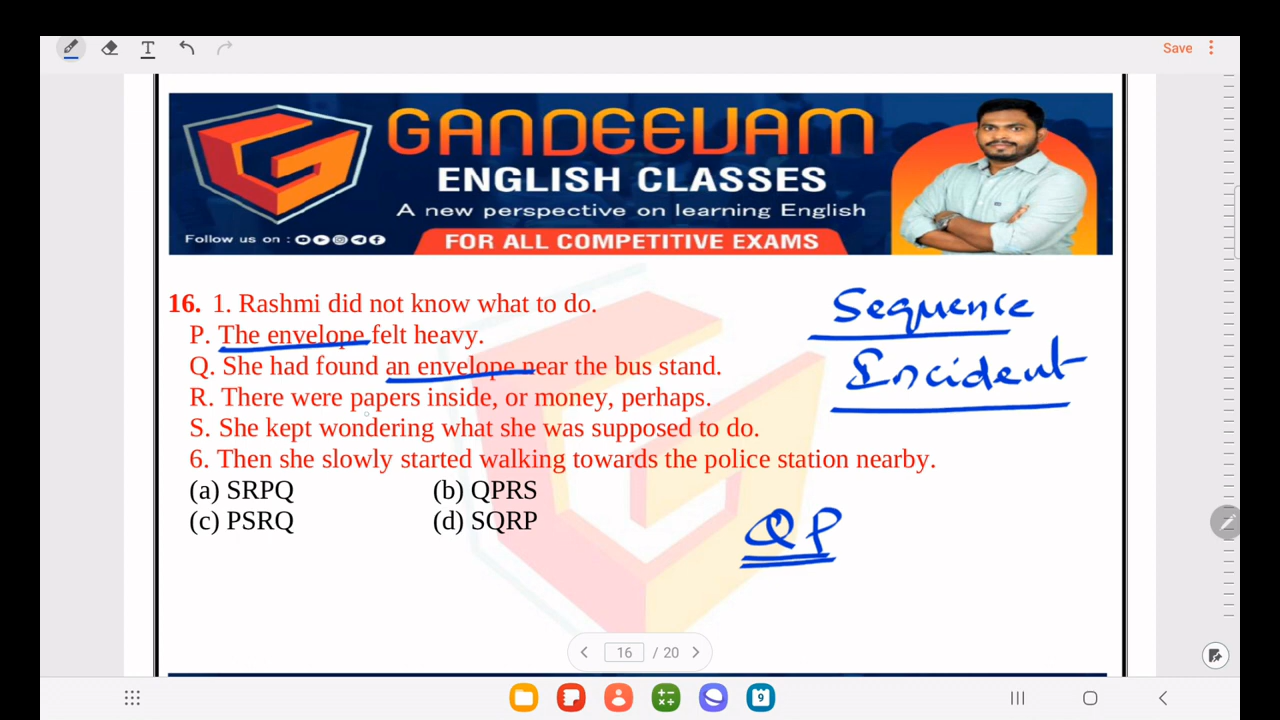 T
Save
GANDEEVAM
ENGLISH CLASSES
A new perspective on learning English
Follow us on :
FOR ALL COMPETITIVE EXAMS
16. 1. Rashmi did not know what to do.
P. The envelope felt heavy.
Q. She had found an envelope near the bus stand.
R. There were papers inside, or money, perhaps.
S. She kept wondering what she was supposed to do.
6. Then she slowly started walking towards the police station nearby.
(a) SRPQ (b) QPRS
(c) PSRQ (d) SQRP
Sequence
Incident
QP
16 / 20
9